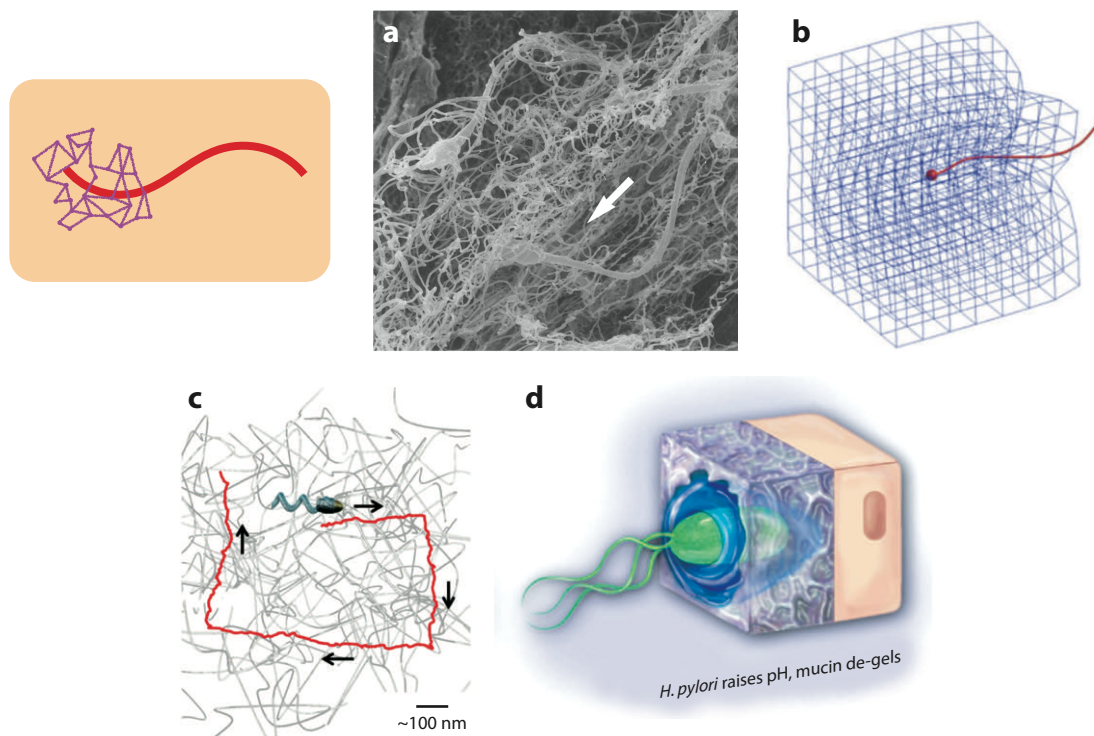 a
b
c
d
~100 nm
H. pylori raises pH, mucin de-gels